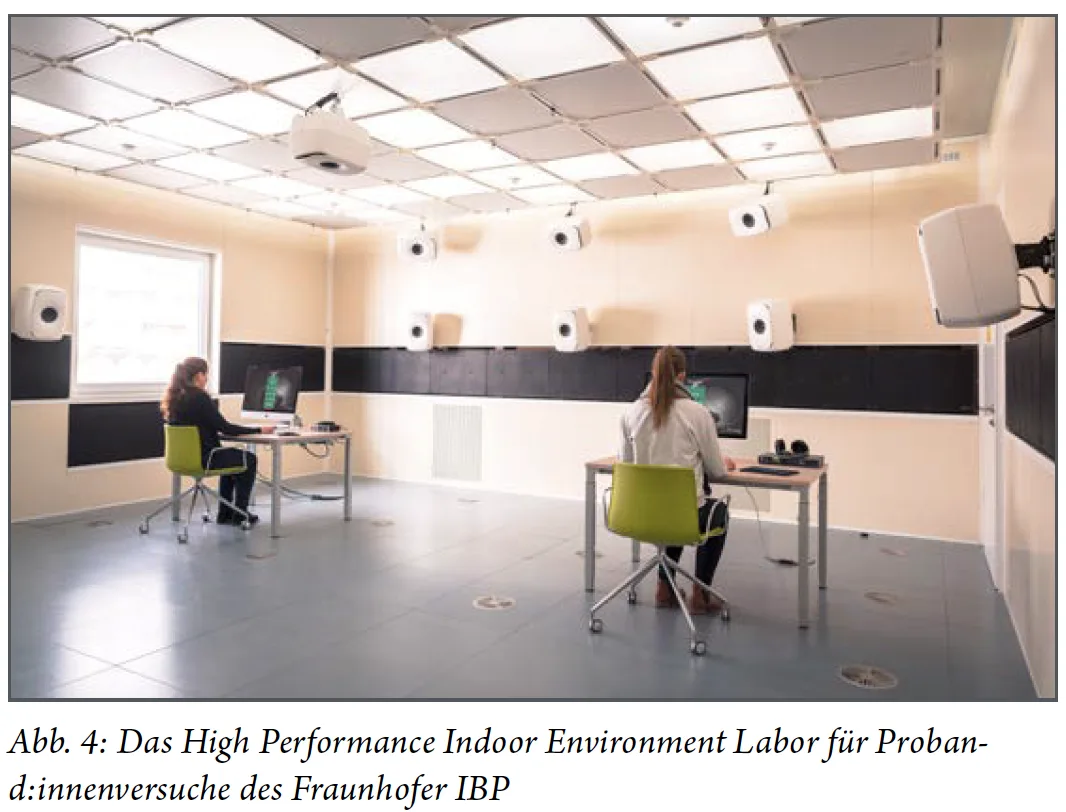 Abb. 4: Das High Performance Indoor Environment Labor für Proban-
d:innenversuche des Fraunhofer IBP